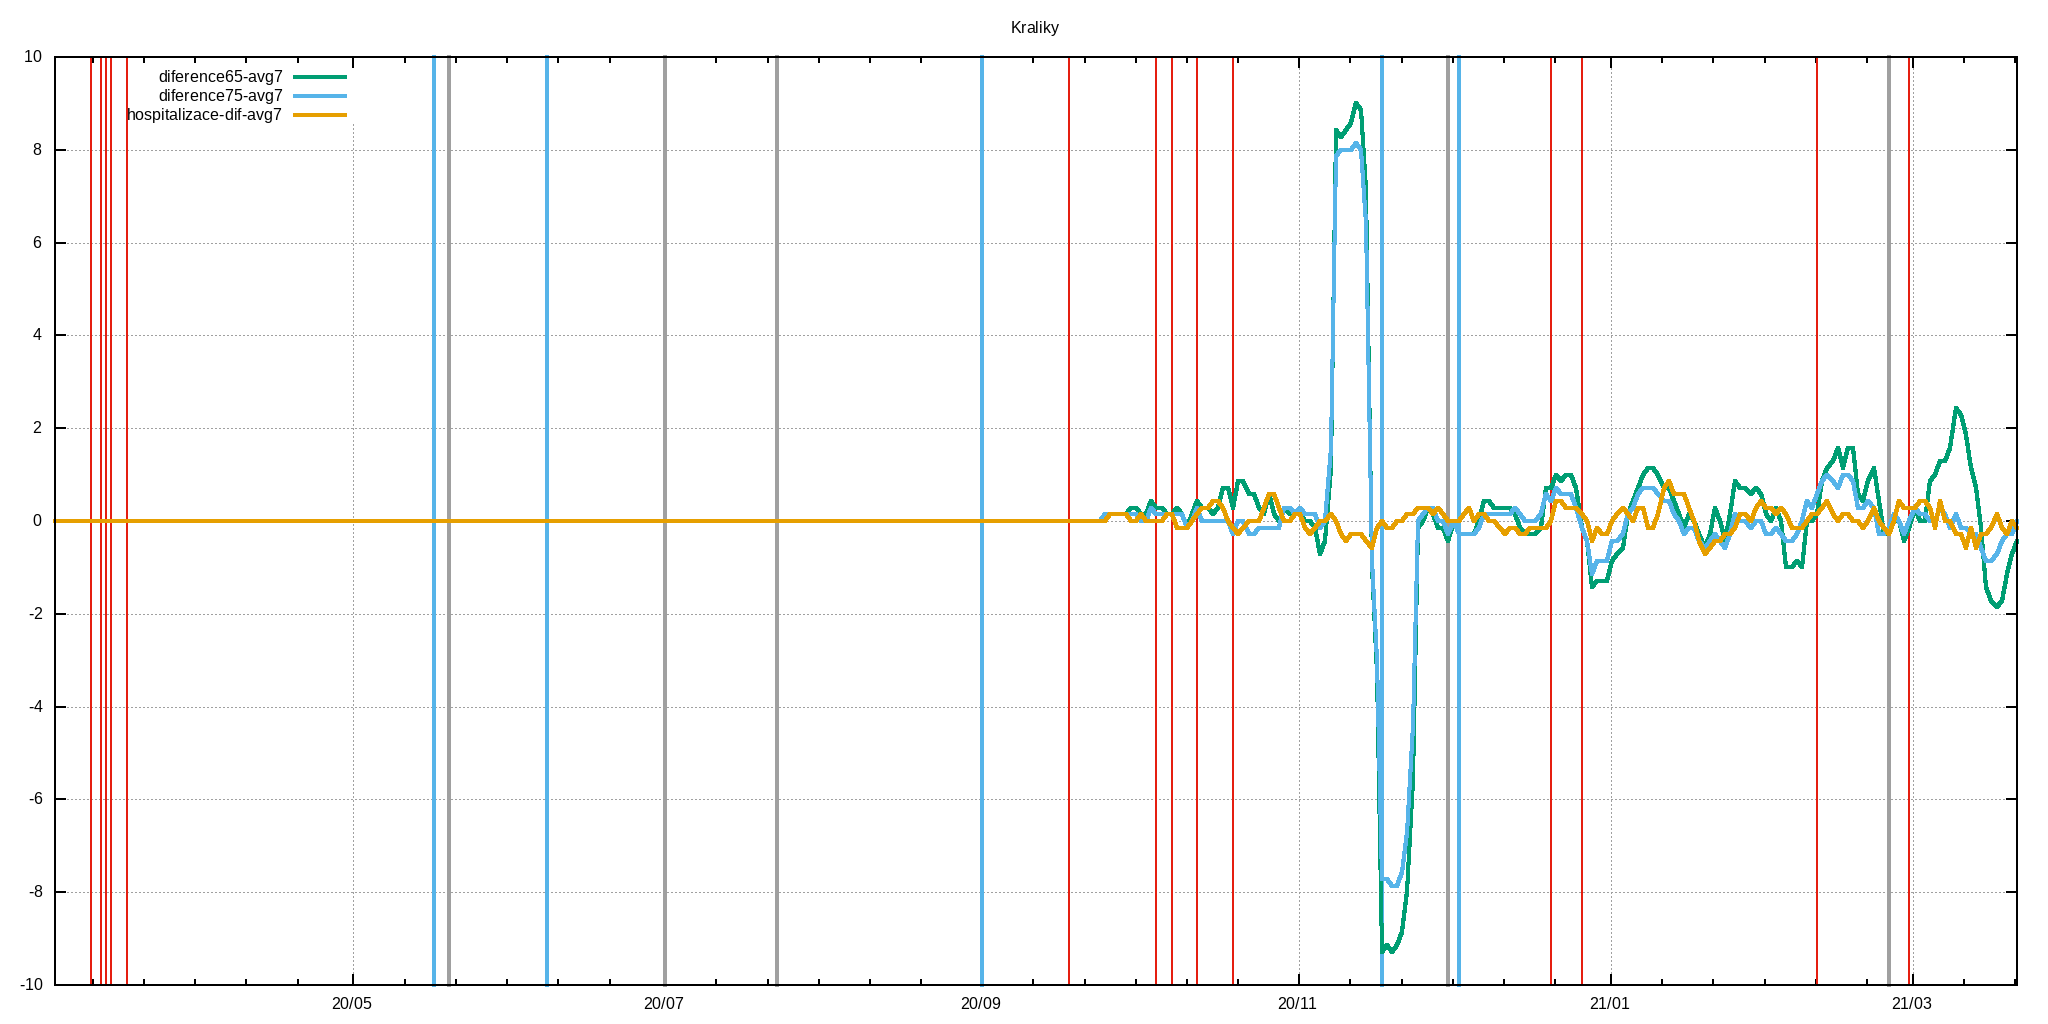 Kraliky
10
diference65-avg7
diference75-avg7
hospitalizace-dif-avg7
8
6
4
2
0
-2
-4
-6
-8
-10
20/05 20/07 20/09 20/11 21/01 21/03